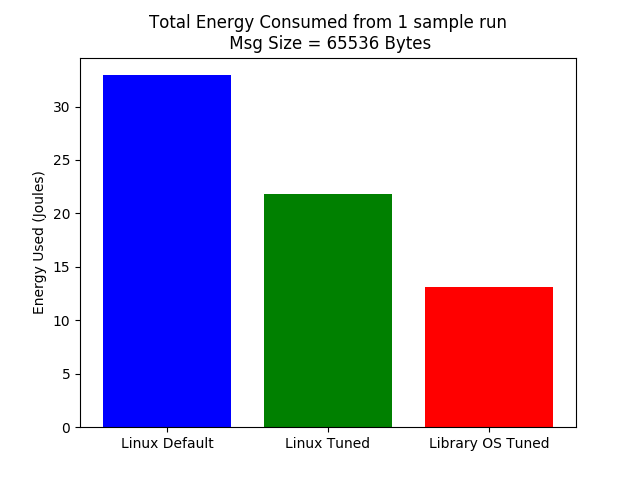 Total Energy Consumed from 1 sample run
Msg Size = 65536 Bytes
Energy Used (Joules)
30
25
20
15
10
5
0
Linux Default
Linux Tuned
Library OS Tuned